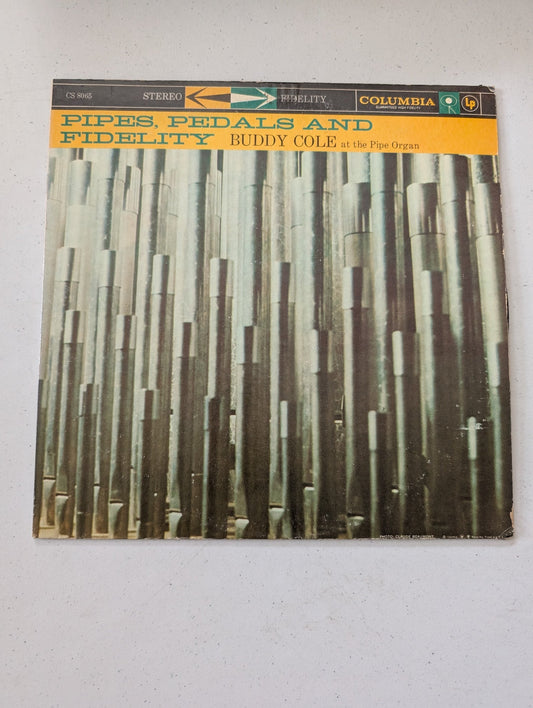 CS 8065 STEREO FIDELITY COLUMBIA Lp
GUARANTEED HIGH FIDELITY
PIPES, PEDALS AND
FIDELITY BUDDY COLE at the Pipe Organ
PHOTO: CLAUDE BEAUMONT